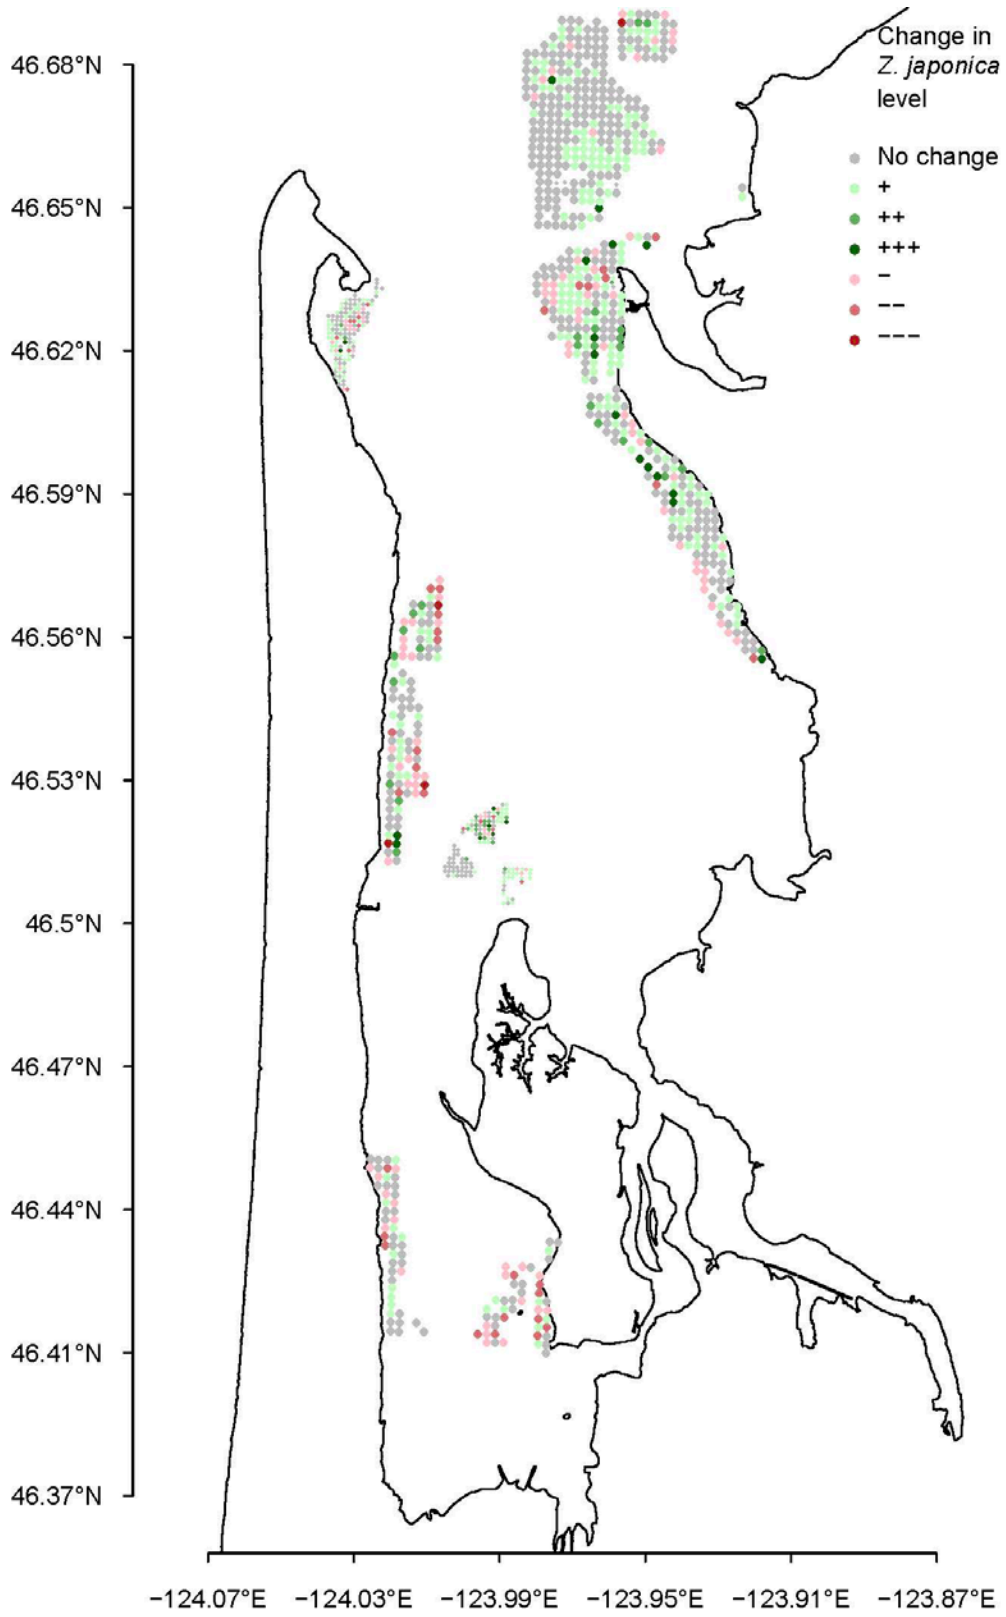 Change in
Z. japonica
level
No change
+
++
+++
−
−−
−−−
46.68°N
46.65°N
46.62°N
46.59°N
46.56°N
46.53°N
46.5°N
46.47°N
46.44°N
46.41°N
46.37°N
−124.07°E −124.03°E −123.99°E −123.95°E −123.91°E −123.87°E